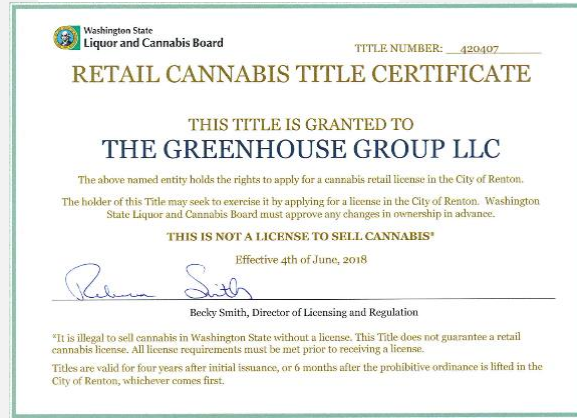 Washington State
Liquor and Cannabis Board
TITLE NUMBER: 420407
RETAIL CANNABIS TITLE CERTIFICATE
THIS TITLE IS GRANTED TO
THE GREENHOUSE GROUP LLC
The above named entity holds the rights to apply for a cannabis retail license in the City of Renton.
The holder of this Title may seek to exercise it by applying for a license in the City of Renton. Washington
State Liquor and Cannabis Board must approve any changes in ownership in advance.
THIS IS NOT A LICENSE TO SELL CANNABIS*
Effective 4th of June, 2018
Rebecca Smith
Becky Smith, Director of Licensing and Regulation
*It is illegal to sell cannabis in Washington State without a license. This Title does not guarantee a retail
cannabis license. All license requirements must be met prior to receiving a license.
Titles are valid for four years after initial issuance, or 6 months after the prohibitive ordinance is lifted in the
City of Renton, whichever comes first.